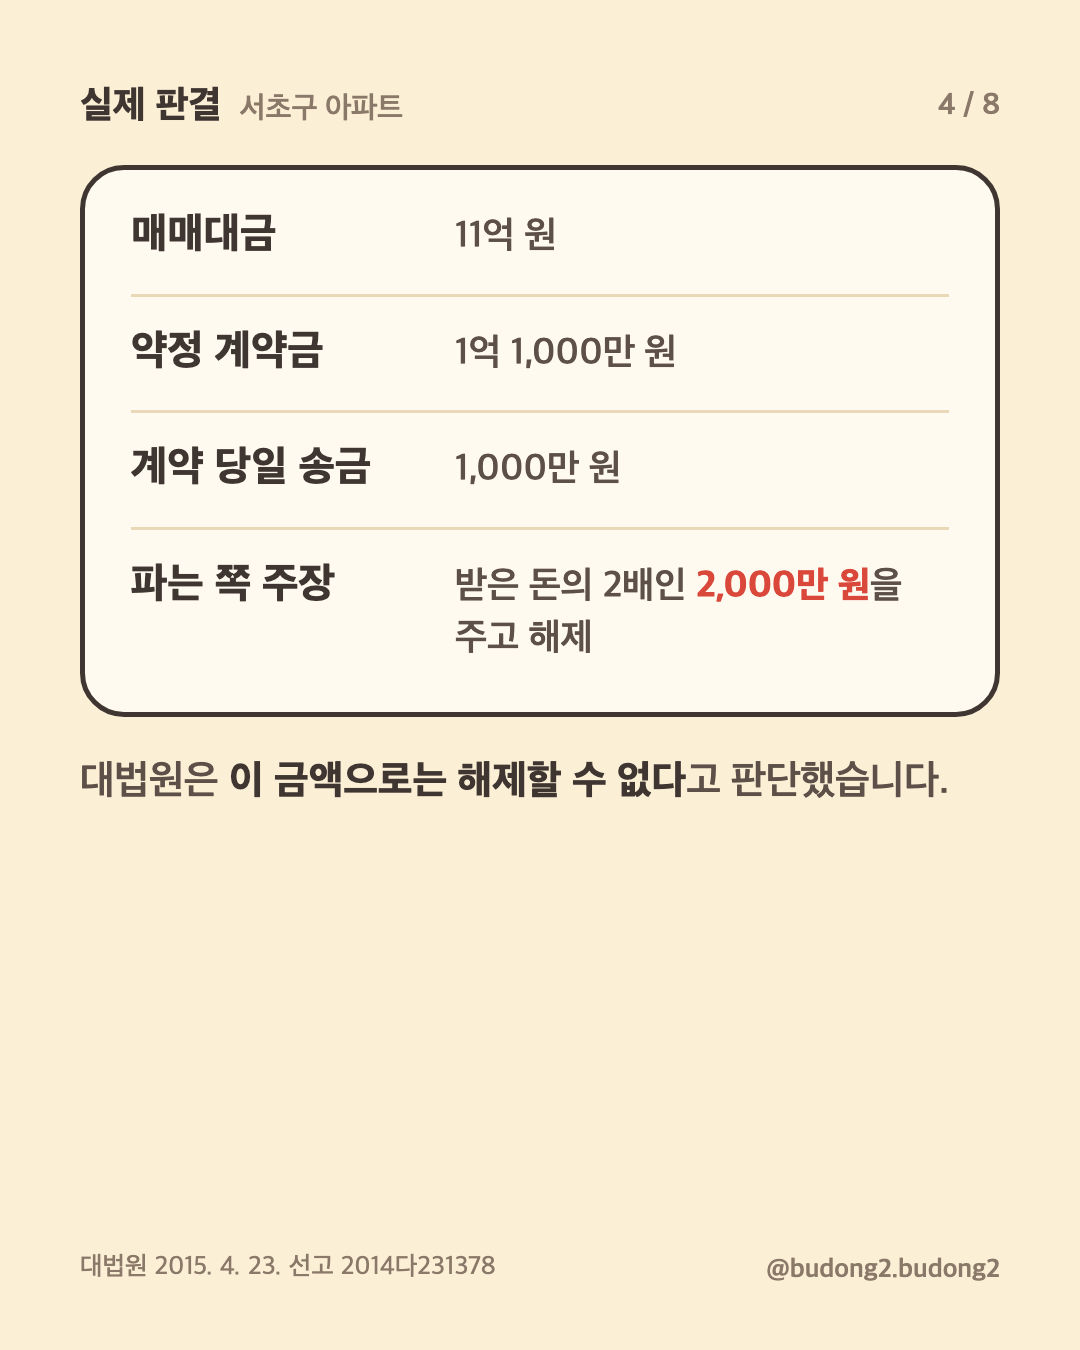 실제 판결 서초구 아파트 4 / 8
매매대금 11억 원
약정 계약금 1억 1,000만 원
계약 당일 송금 1,000만 원
파는 쪽 주장 받은 돈의 2배인 2,000만 원을
주고 해제
대법원은 이 금액으로는 해제할 수 없다고 판단했습니다.
대법원 2015. 4. 23. 선고 2014다231378 @budong2.budong2